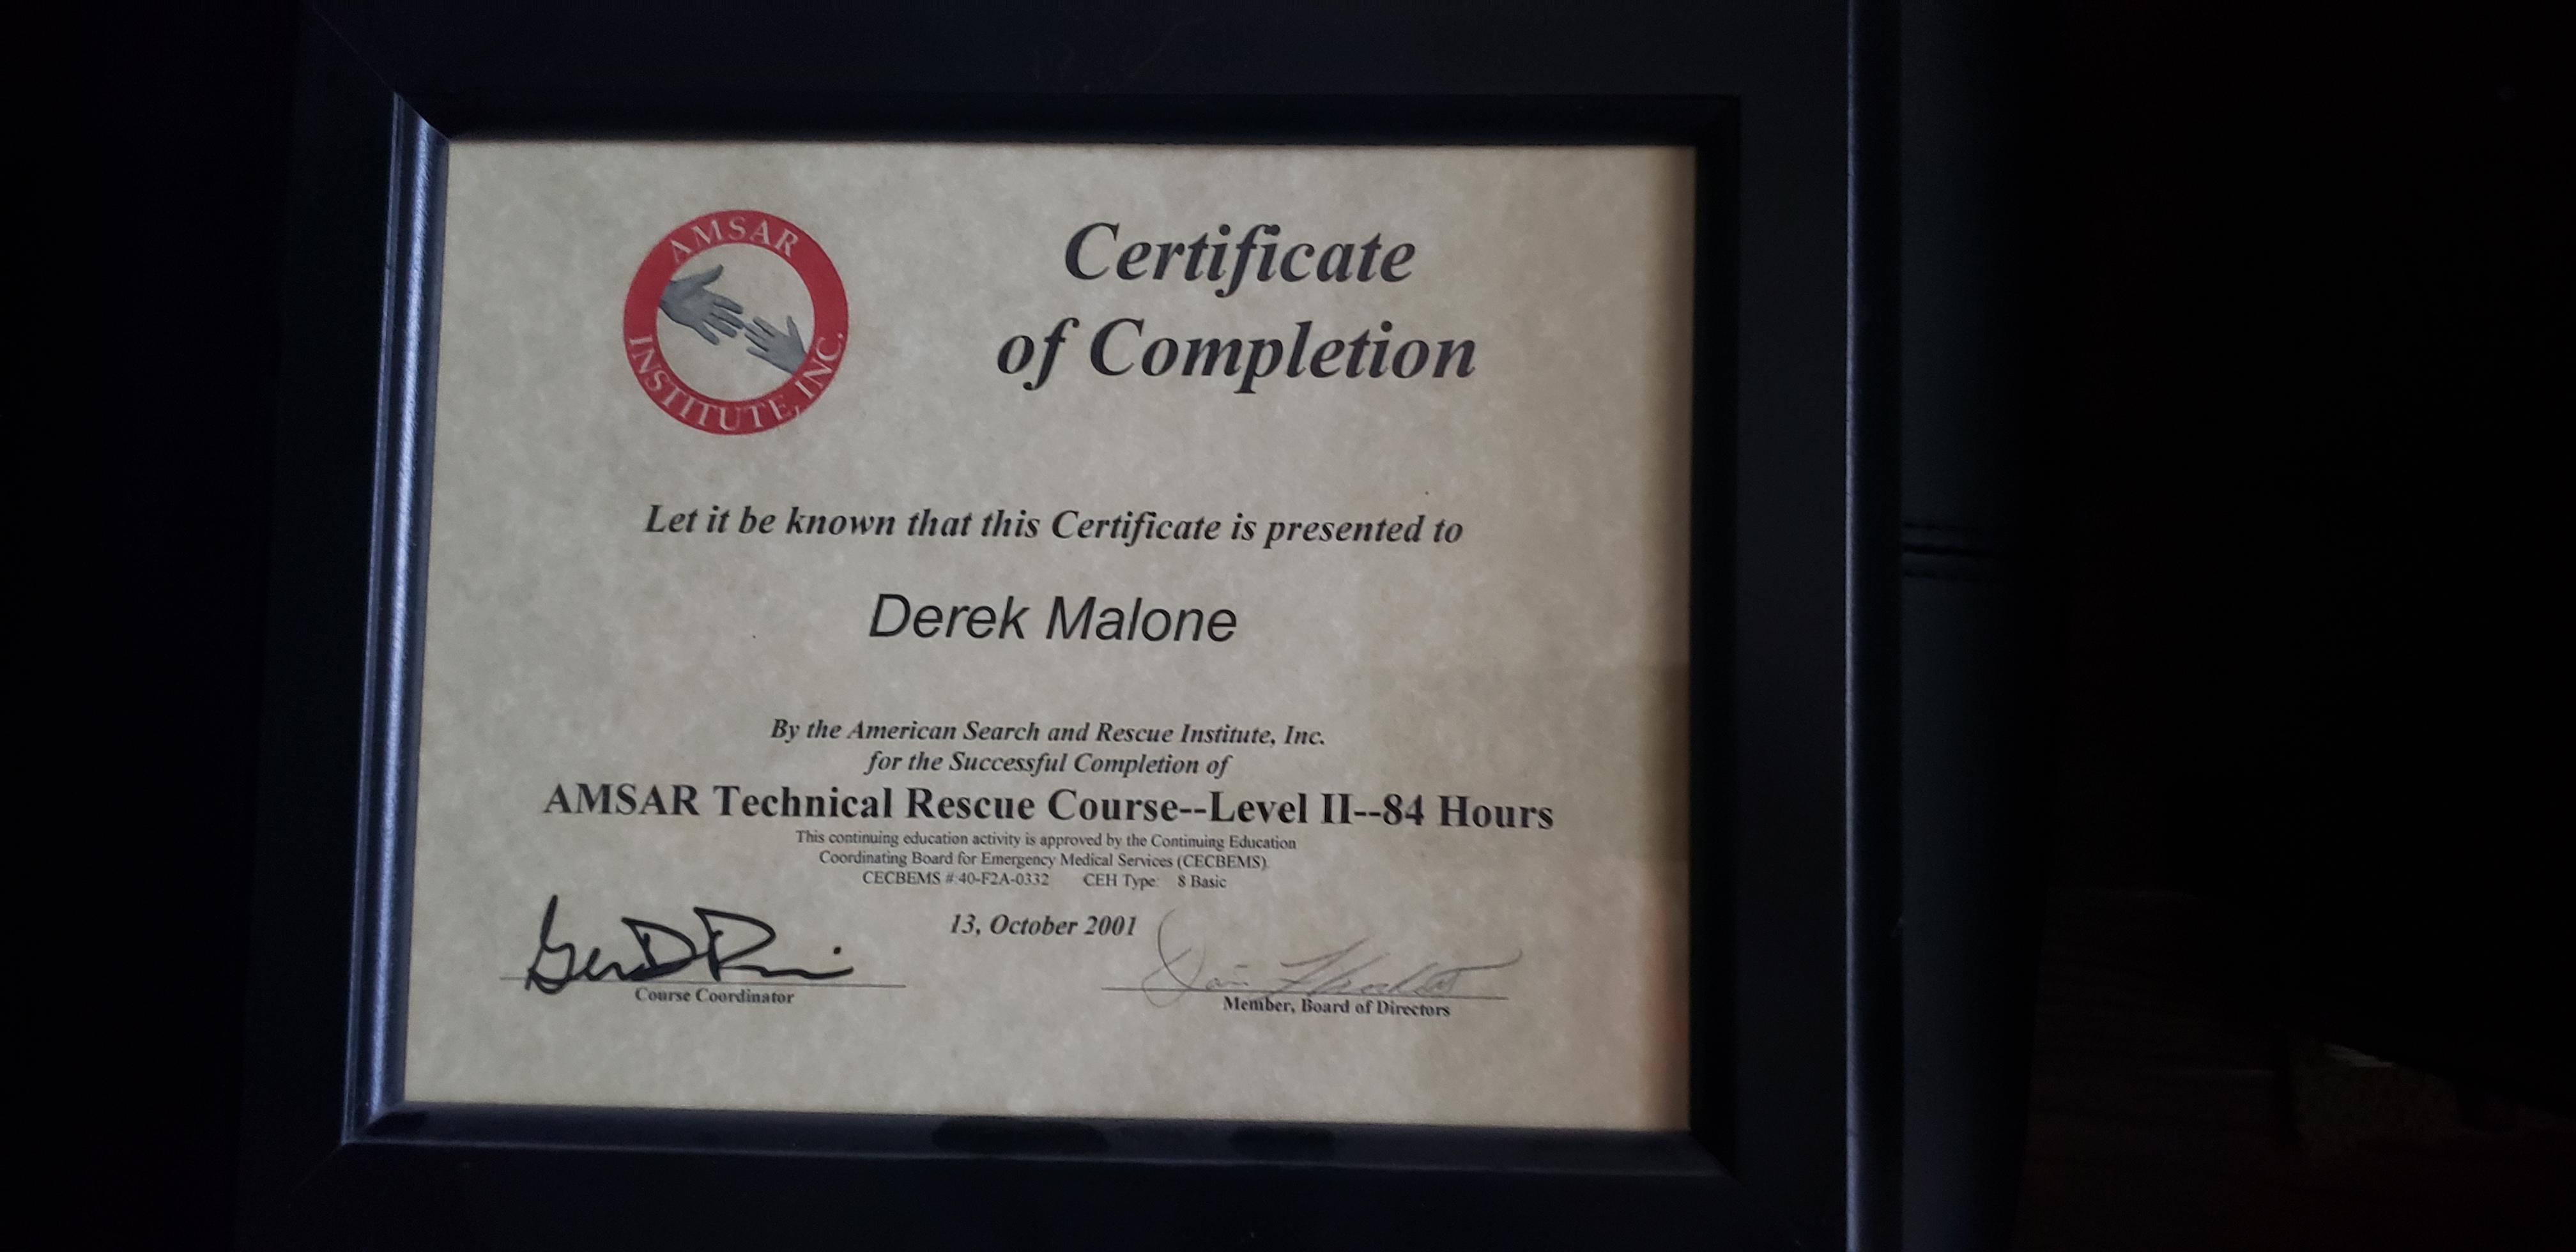 AMSAR
INSTITUTE, INC.
Certificate
of Completion
Let it be known that this Certificate is presented to
Derek Malone
By the American Search and Rescue Institute, Inc.
for the Successful Completion of
AMSAR Technical Rescue Course--Level II--84 Hours
This continuing education activity is approved by the Continuing Education
Coordinating Board for Emergency Medical Services (CECBEMS).
CECBEMS #:40-F2A-0332 CEH Type: 8 Basic
13, October 2001
Course Coordinator
Member, Board of Directors